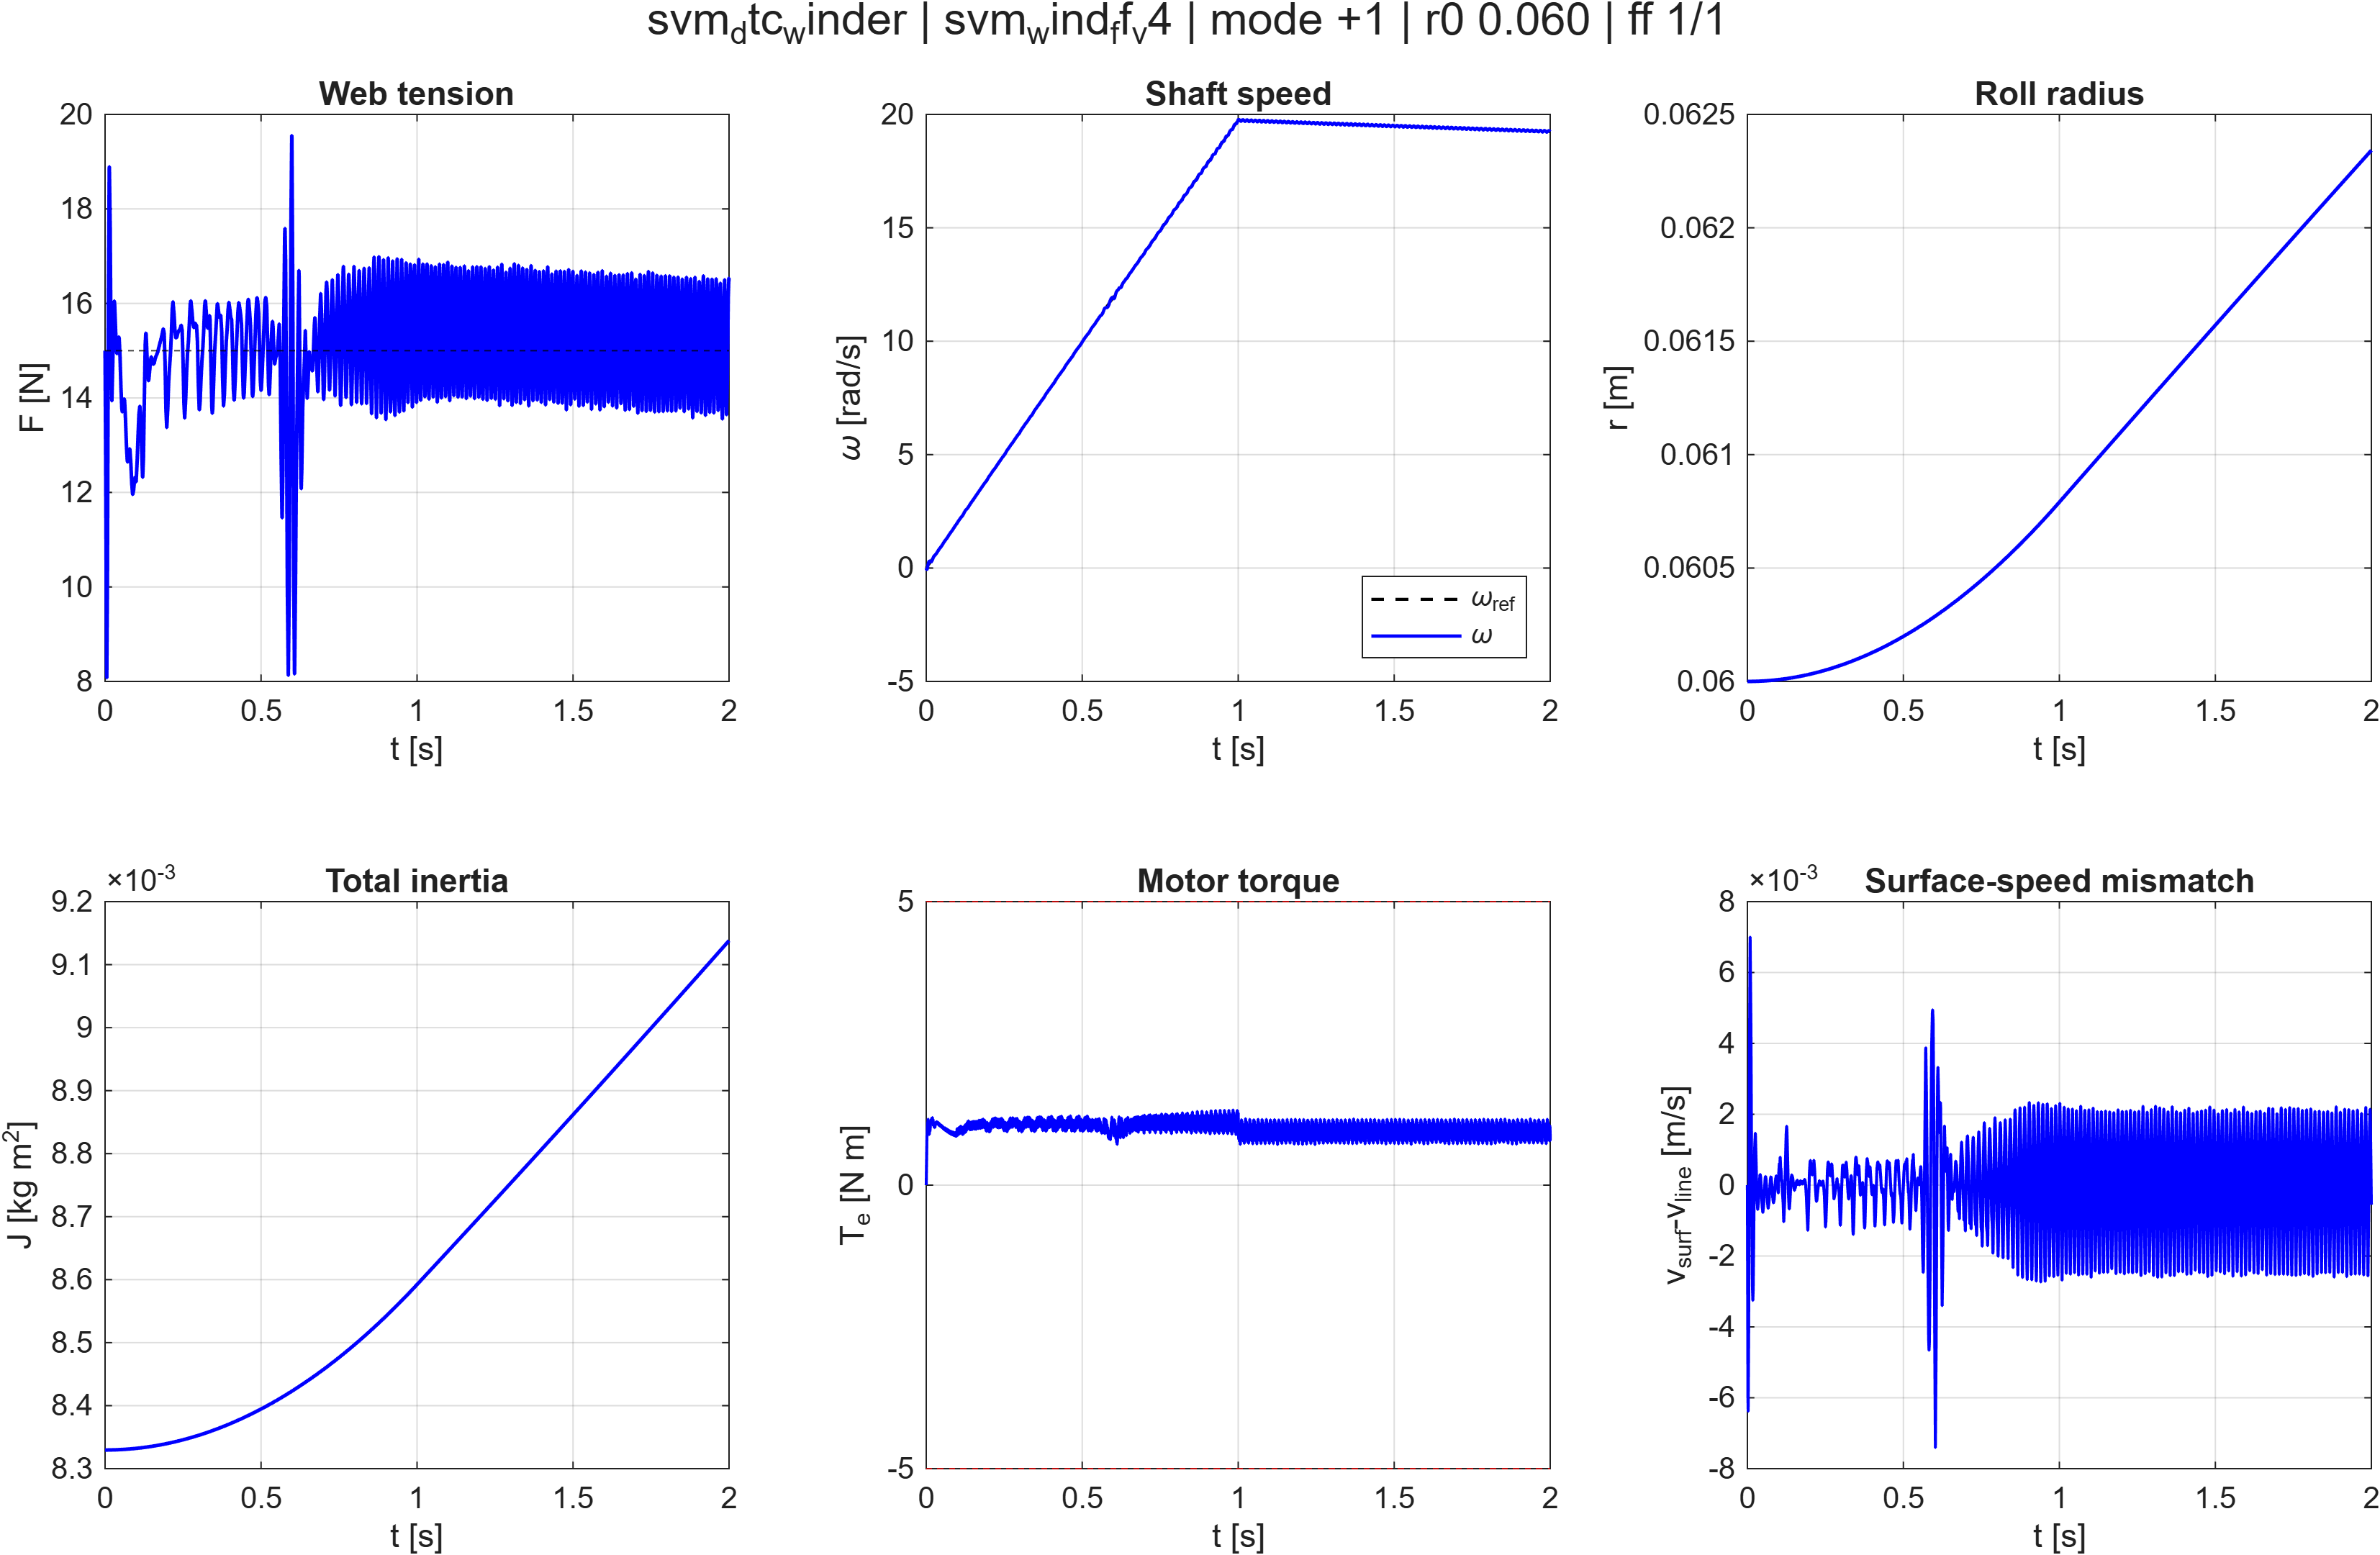 svm_dtc_winder | svm_wind_ff_v4 | mode +1 | r0 0.060 | ff 1/1
Web tension
20
18
16
14
12
10
8
F [N]
0 0.5 1 1.5 2
t [s]
Shaft speed
20
15
10
5
0
-5
ω [rad/s]
ω_ref
ω
0 0.5 1 1.5 2
t [s]
Roll radius
0.0625
0.062
0.0615
0.061
0.0605
0.06
r [m]
0 0.5 1 1.5 2
t [s]
Total inertia
×10^-3
9.2
9.1
9
8.9
8.8
8.7
8.6
8.5
8.4
8.3
J [kg m^2]
0 0.5 1 1.5 2
t [s]
Motor torque
5
0
-5
T_e [N m]
0 0.5 1 1.5 2
t [s]
Surface-speed mismatch
×10^-3
8
6
4
2
0
-2
-4
-6
-8
v_surf-v_line [m/s]
0 0.5 1 1.5 2
t [s]